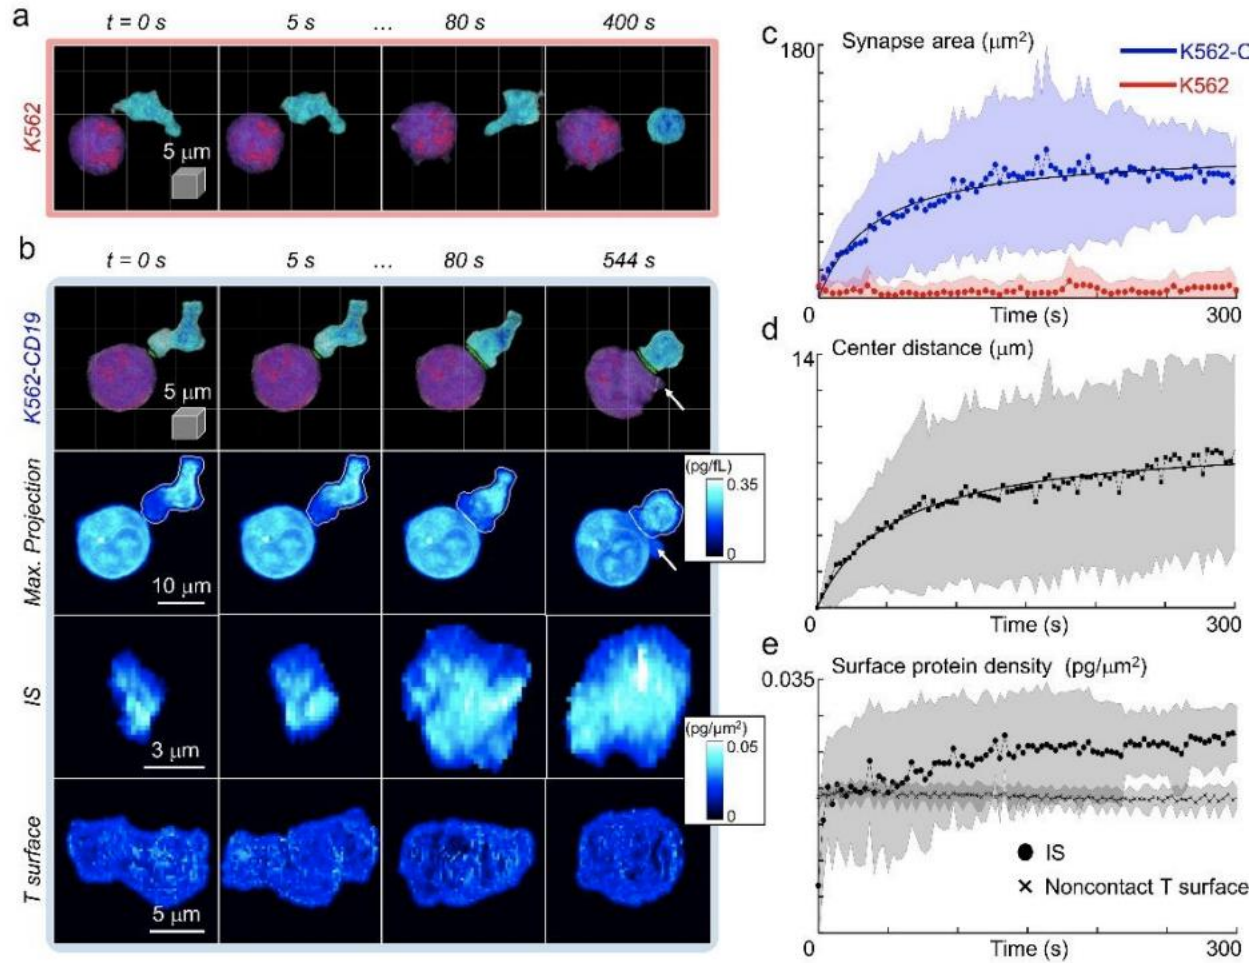 a
t = 0 s 5 s ... 80 s 400 s
K562
5 μm
b
t = 0 s 5 s ... 80 s 544 s
K562-CD19
5 μm
Max. Projection
(pg/fL)
0.35
0
10 μm
IS
3 μm
(pg/μm²)
0.05
0
T surface
5 μm
c
Synapse area (μm²)
180
K562-C
K562
0
Time (s)
300
d
Center distance (μm)
14
0
Time (s)
300
e
Surface protein density (pg/μm²)
0.035
IS
Noncontact T surface
0
Time (s)
300